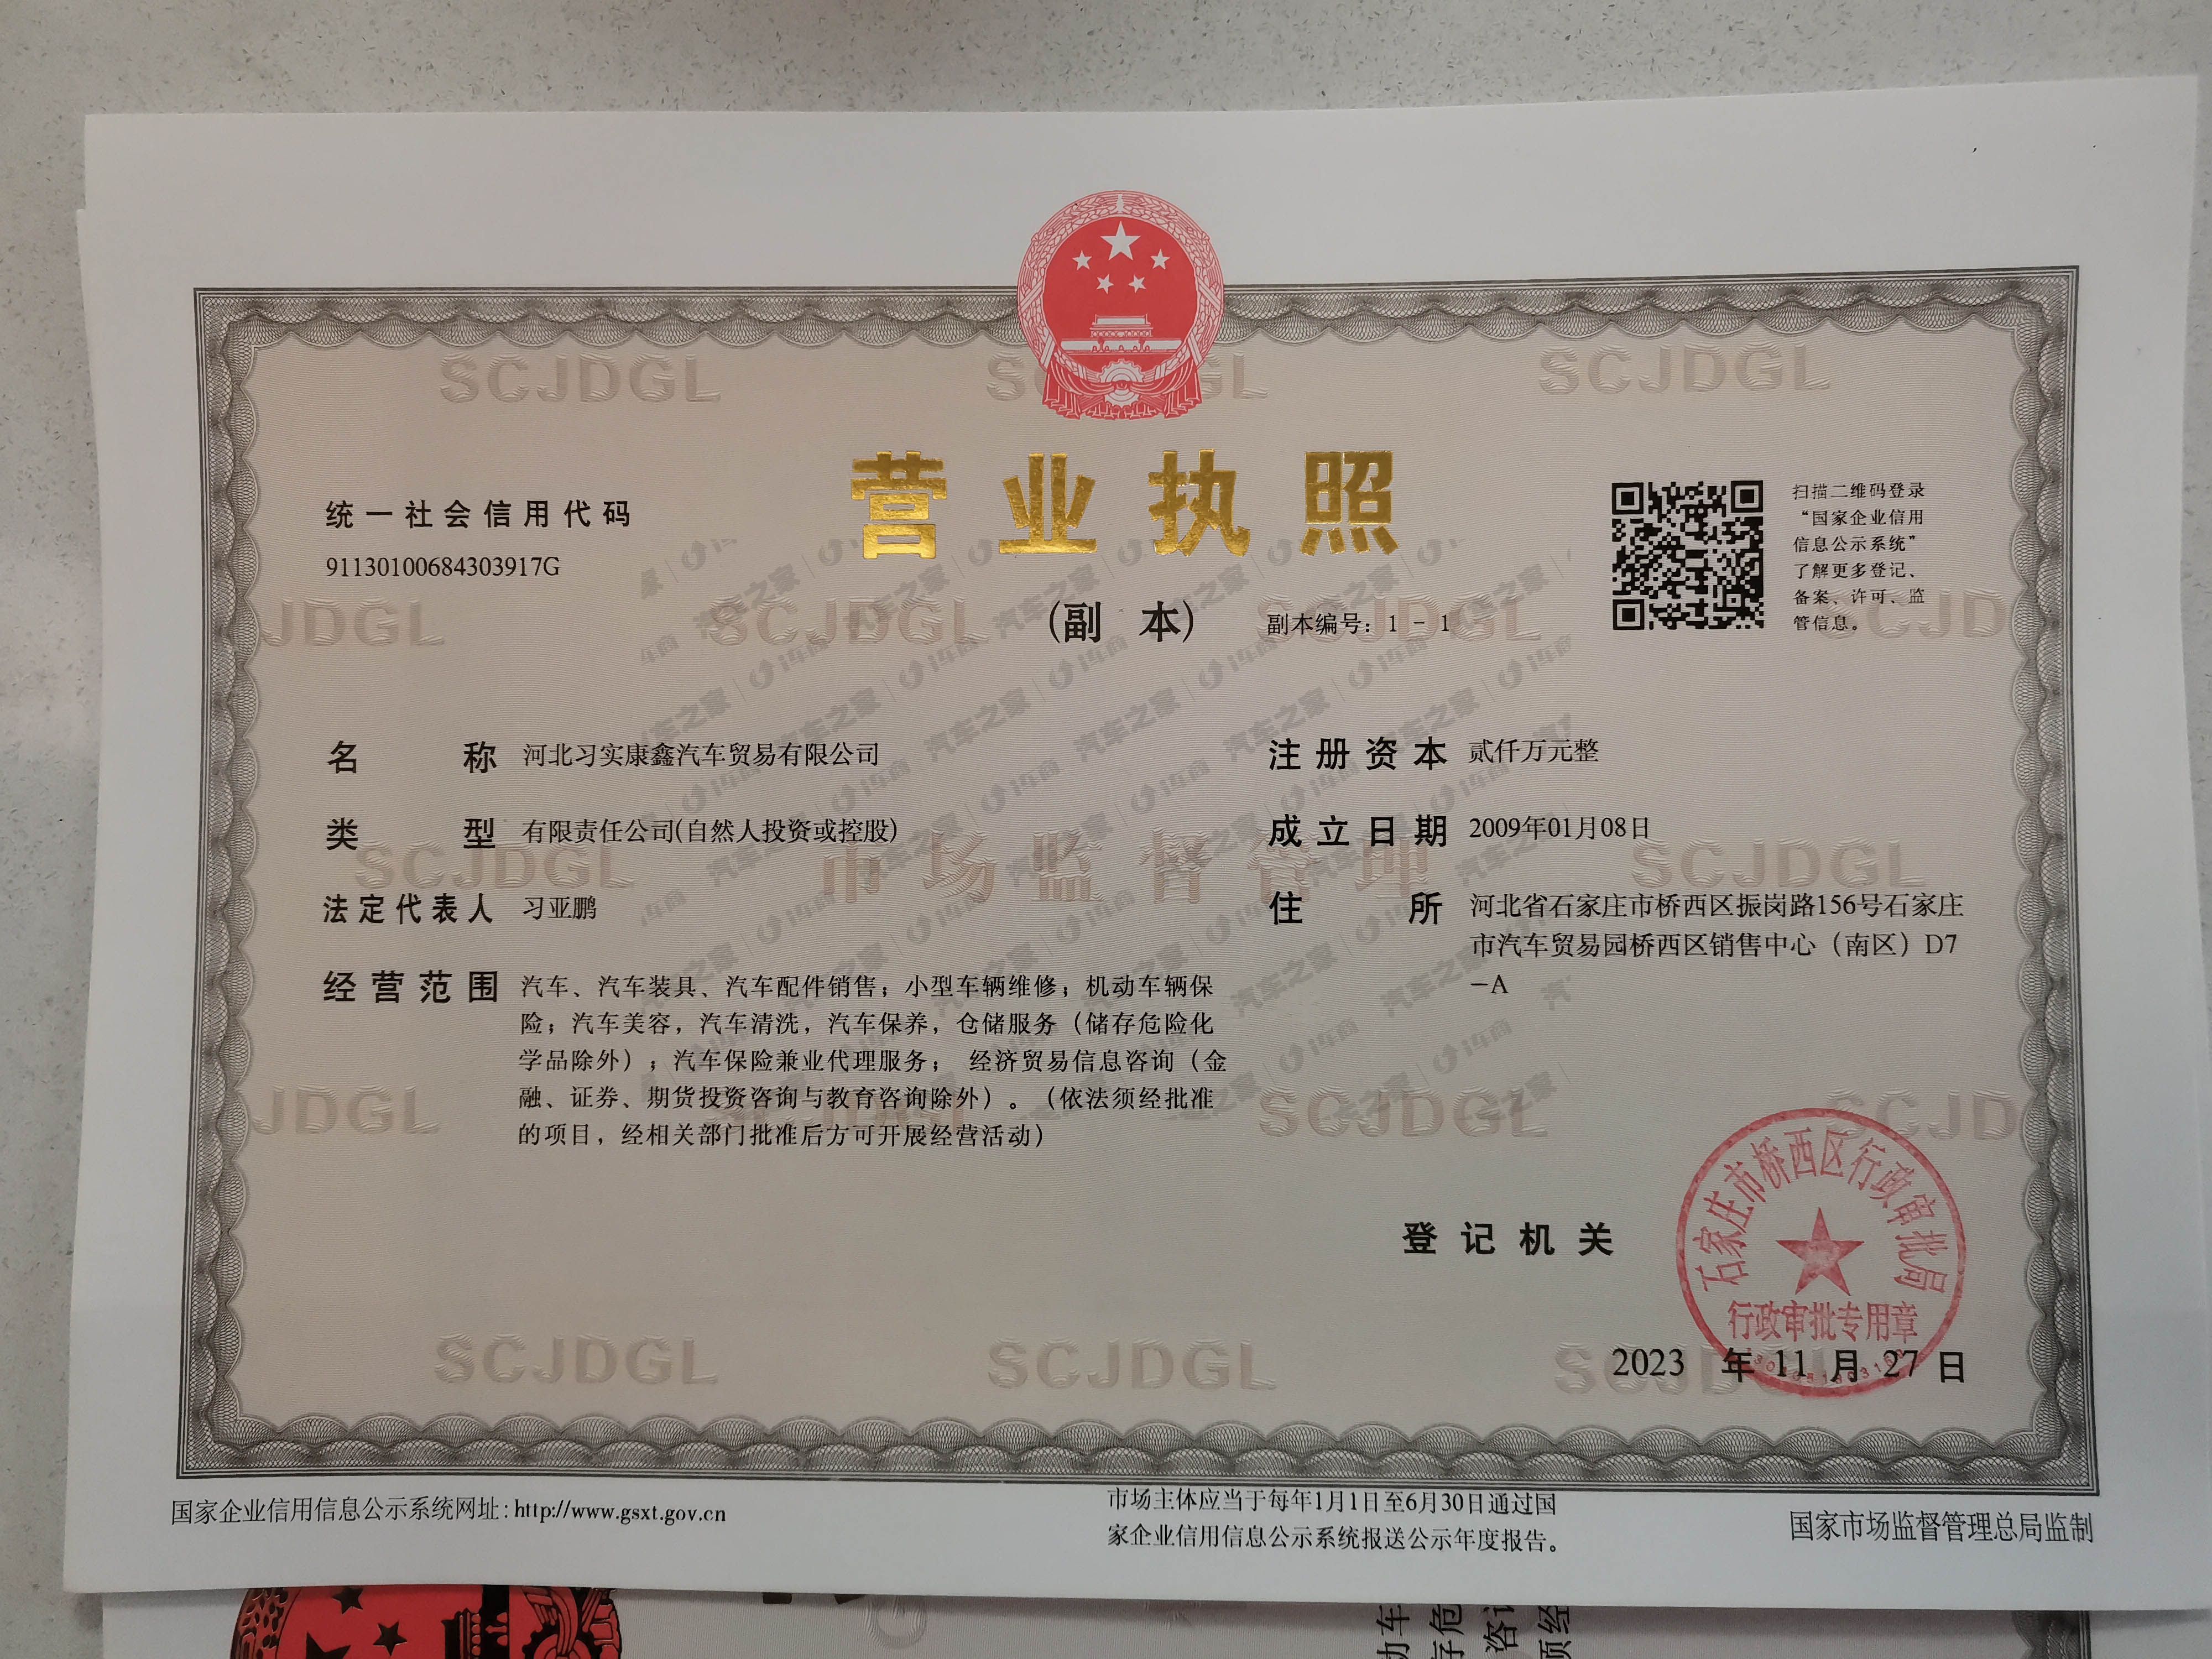 营业执照
(副 本)
副本编号：1 - 1
统一社会信用代码
91130100684303917G
扫描二维码登录
“国家企业信用
信息公示系统”
了解更多登记、
备案、许可、监
管信息。
名 称 河北习实康鑫汽车贸易有限公司
类 型 有限责任公司(自然人投资或控股)
法定代表人 习亚鹏
经营范围 汽车、汽车装具、汽车配件销售；小型车辆维修；机动车辆保
险；汽车美容，汽车清洗，汽车保养，仓储服务（储存危险化
学品除外）；汽车保险兼业代理服务； 经济贸易信息咨询（金
融、证券、期货投资咨询与教育咨询除外）。（依法须经批准
的项目，经相关部门批准后方可开展经营活动）
注册资本 贰仟万元整
成立日期 2009年01月08日
住 所 河北省石家庄市桥西区振岗路156号石家庄
市汽车贸易园桥西区销售中心（南区）D7
-A
登记机关
石家庄市桥西区行政审批局
行政审批专用章
2023 年 11 月 27 日
国家企业信用信息公示系统网址：http://www.gsxt.gov.cn
市场主体应当于每年1月1日至6月30日通过国
家企业信用信息公示系统报送公示年度报告。
国家市场监督管理总局监制
SCJDGL
市场监督管理
汽车之家